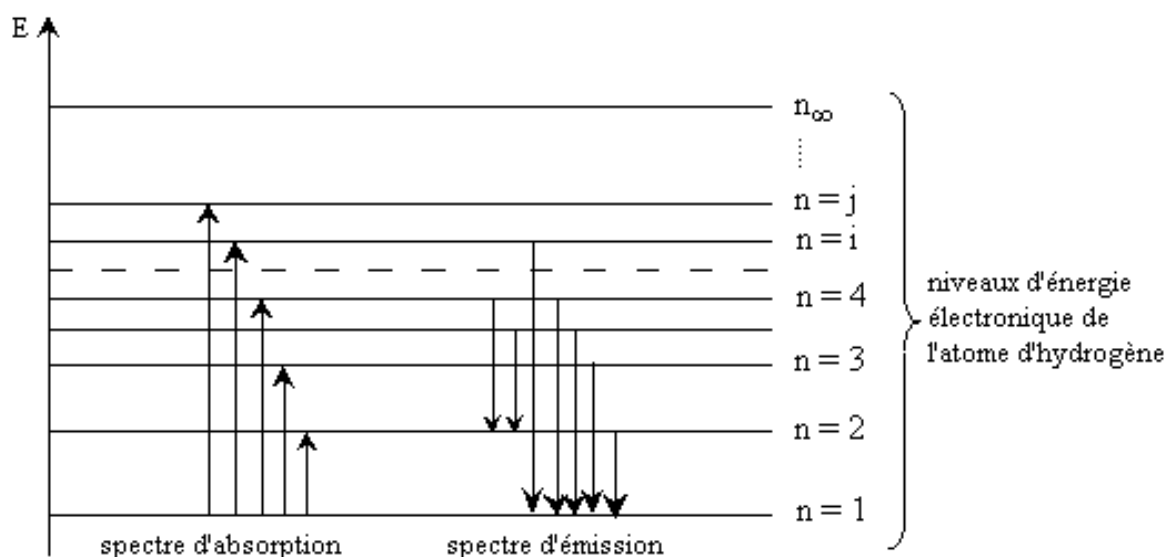 E
n∞
n = j
n = i
n = 4
n = 3
n = 2
n = 1
niveaux d'énergie
électronique de
l'atome d'hydrogène
spectre d'absorption
spectre d'émission